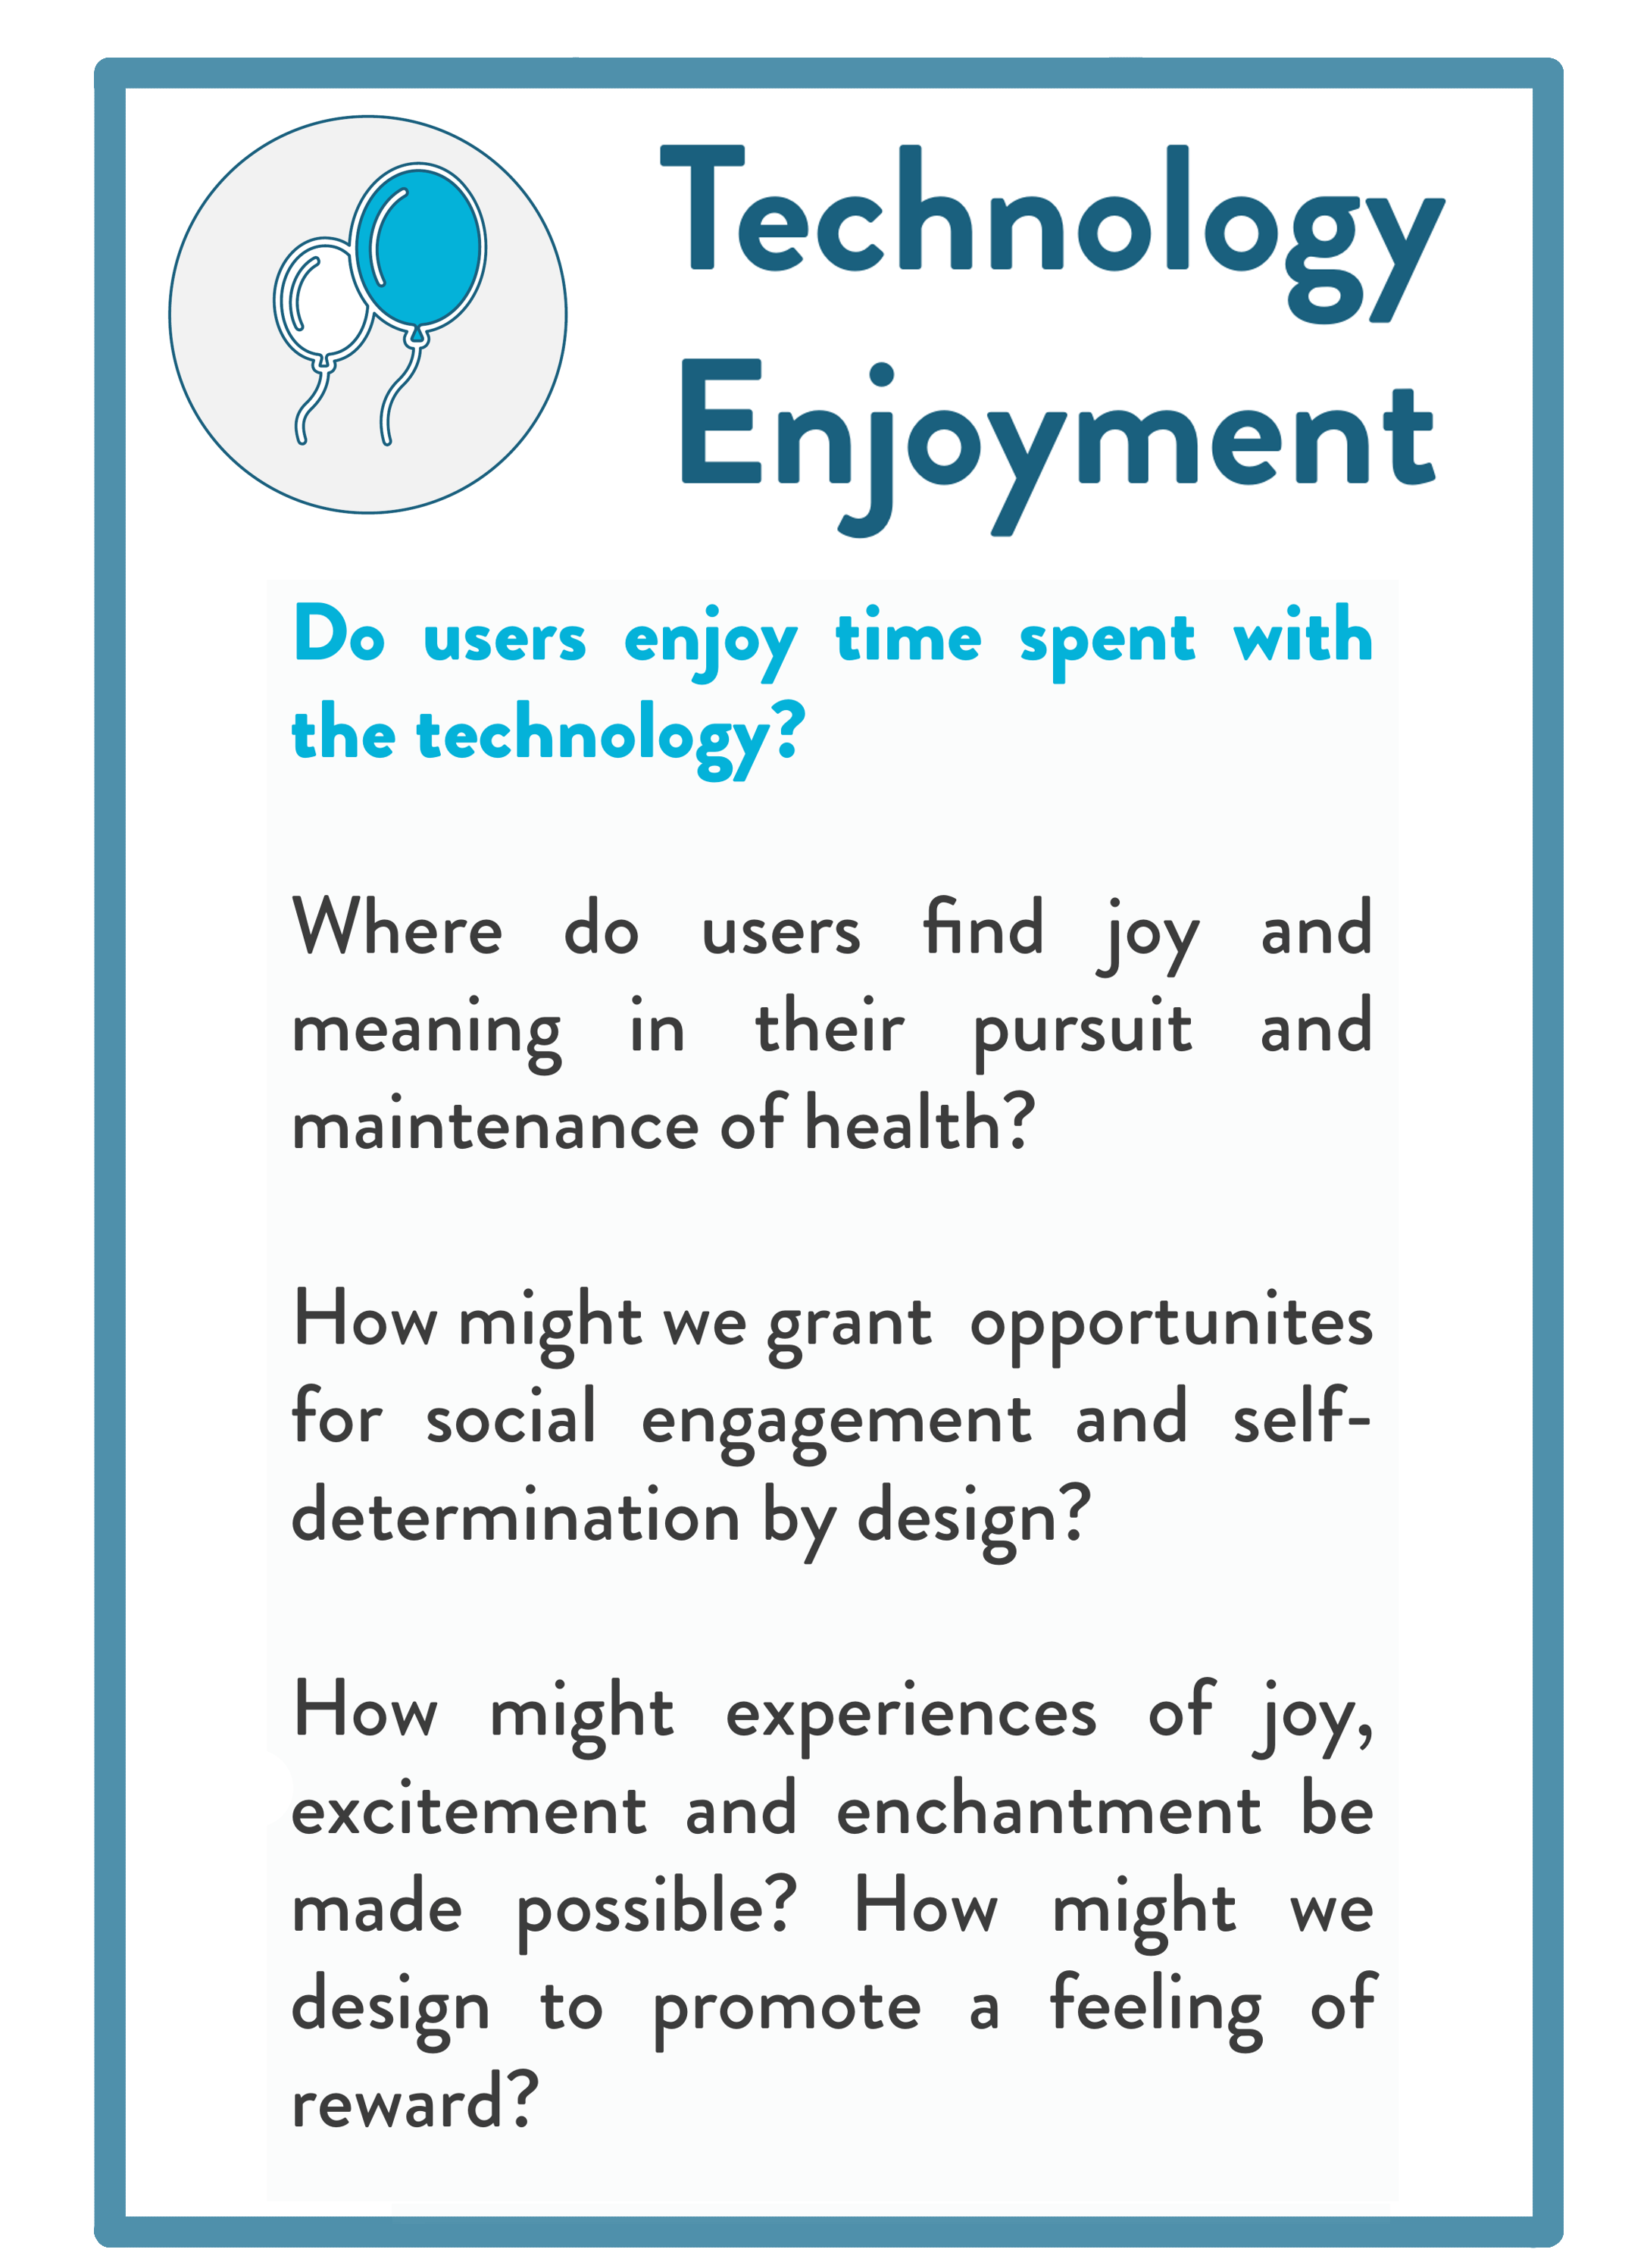 Technology
Enjoyment
Do users enjoy time spent with
the technology?
Where do users find joy and
meaning in their pursuit and
maintenance of health?
How might we grant opportunites
for social engagement and self-
determination by design?
How might experiences of joy,
excitement and enchantment be
made possible? How might we
design to promote a feeling of
reward?